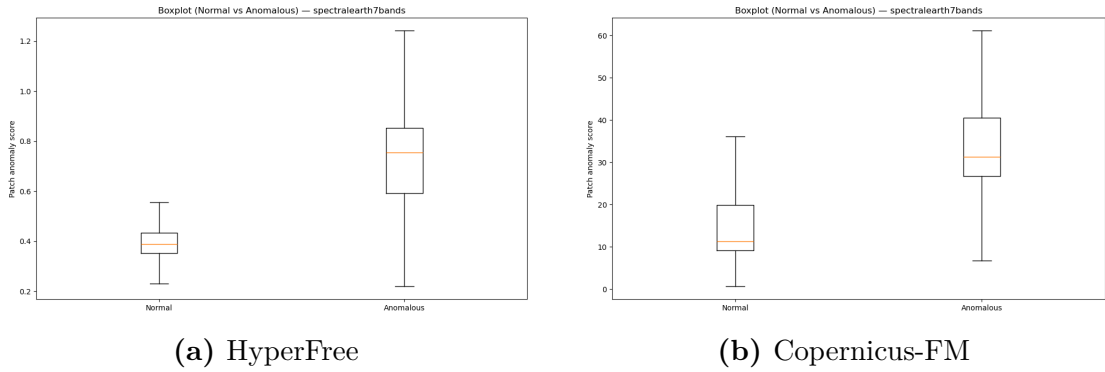 Boxplot (Normal vs Anomalous) — spectralearth7bands
Patch anomaly score
1.2
1.0
0.8
0.6
0.4
0.2
Normal
Anomalous
(a) HyperFree
Boxplot (Normal vs Anomalous) — spectralearth7bands
Patch anomaly score
60
50
40
30
20
10
0
Normal
Anomalous
(b) Copernicus-FM